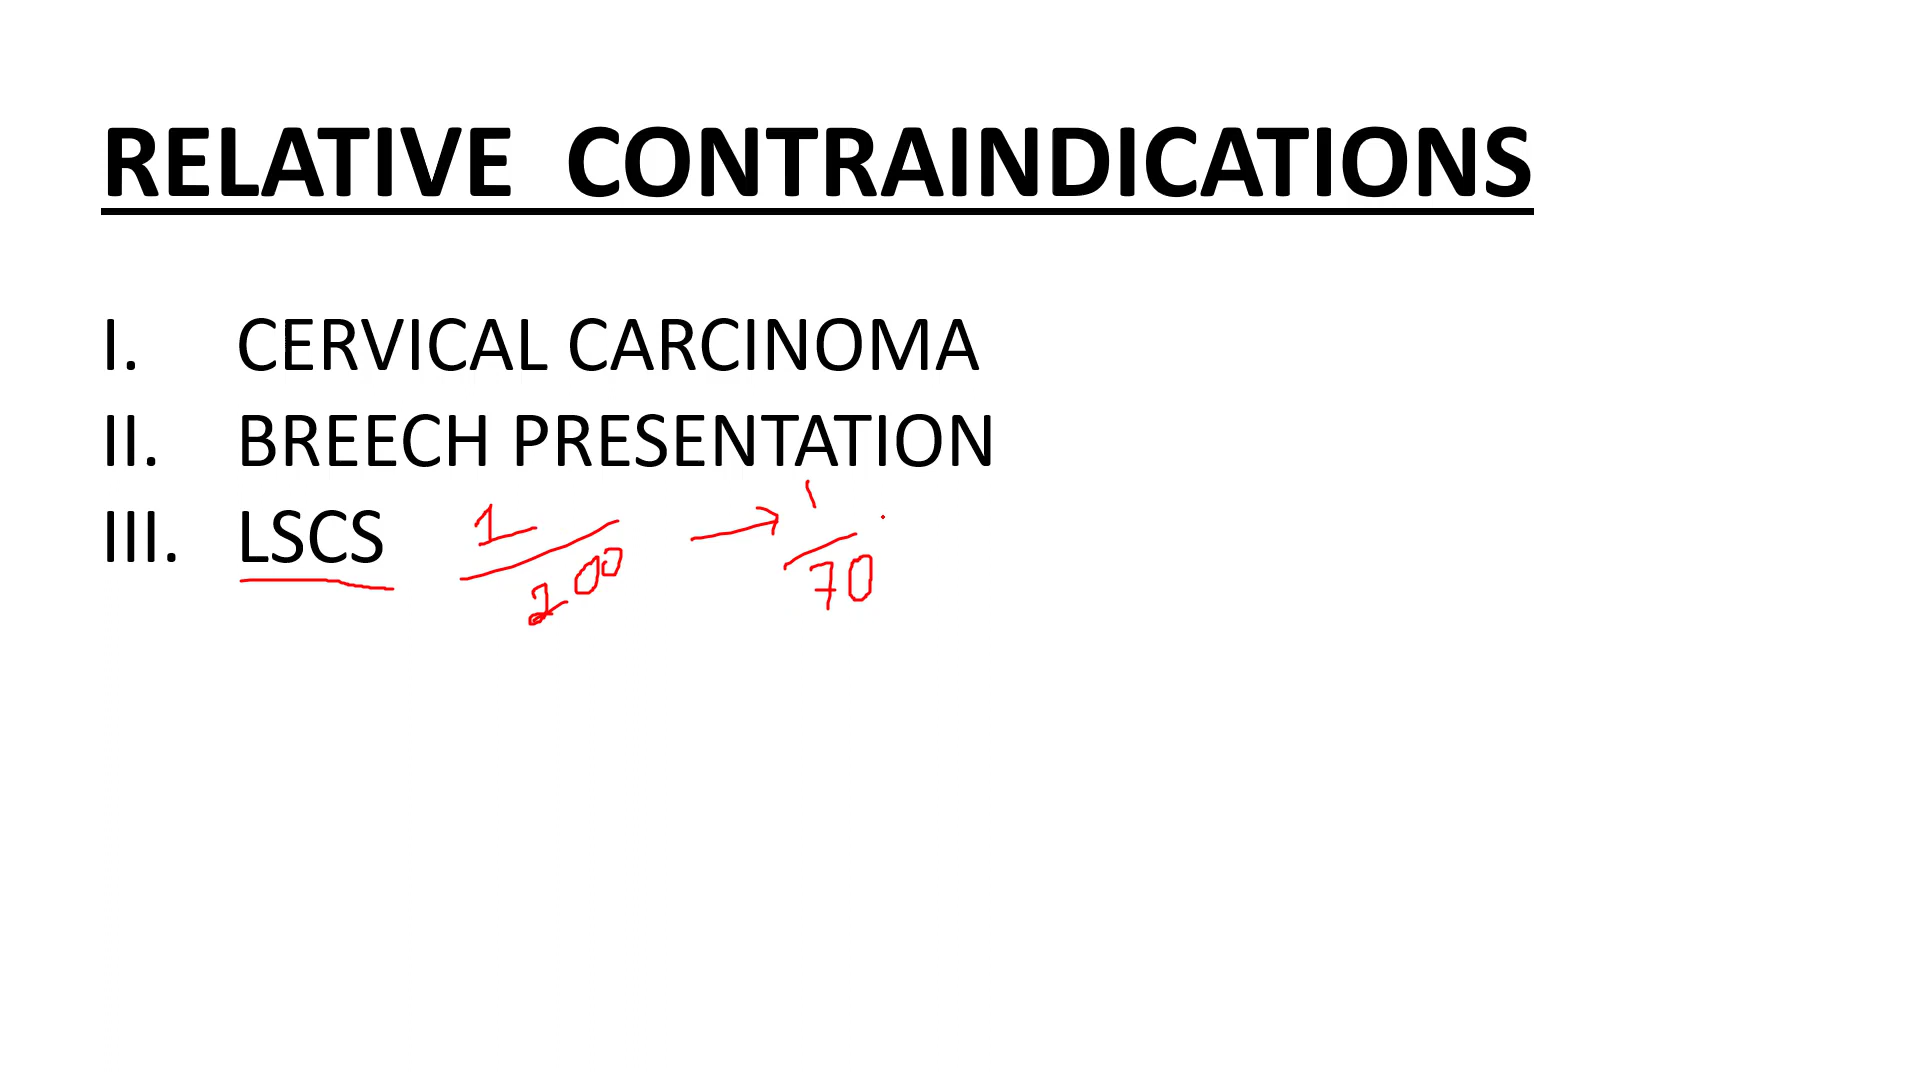 RELATIVE CONTRAINDICATIONS
I. CERVICAL CARCINOMA
II. BREECH PRESENTATION
III. LSCS 1/200 → 1/70